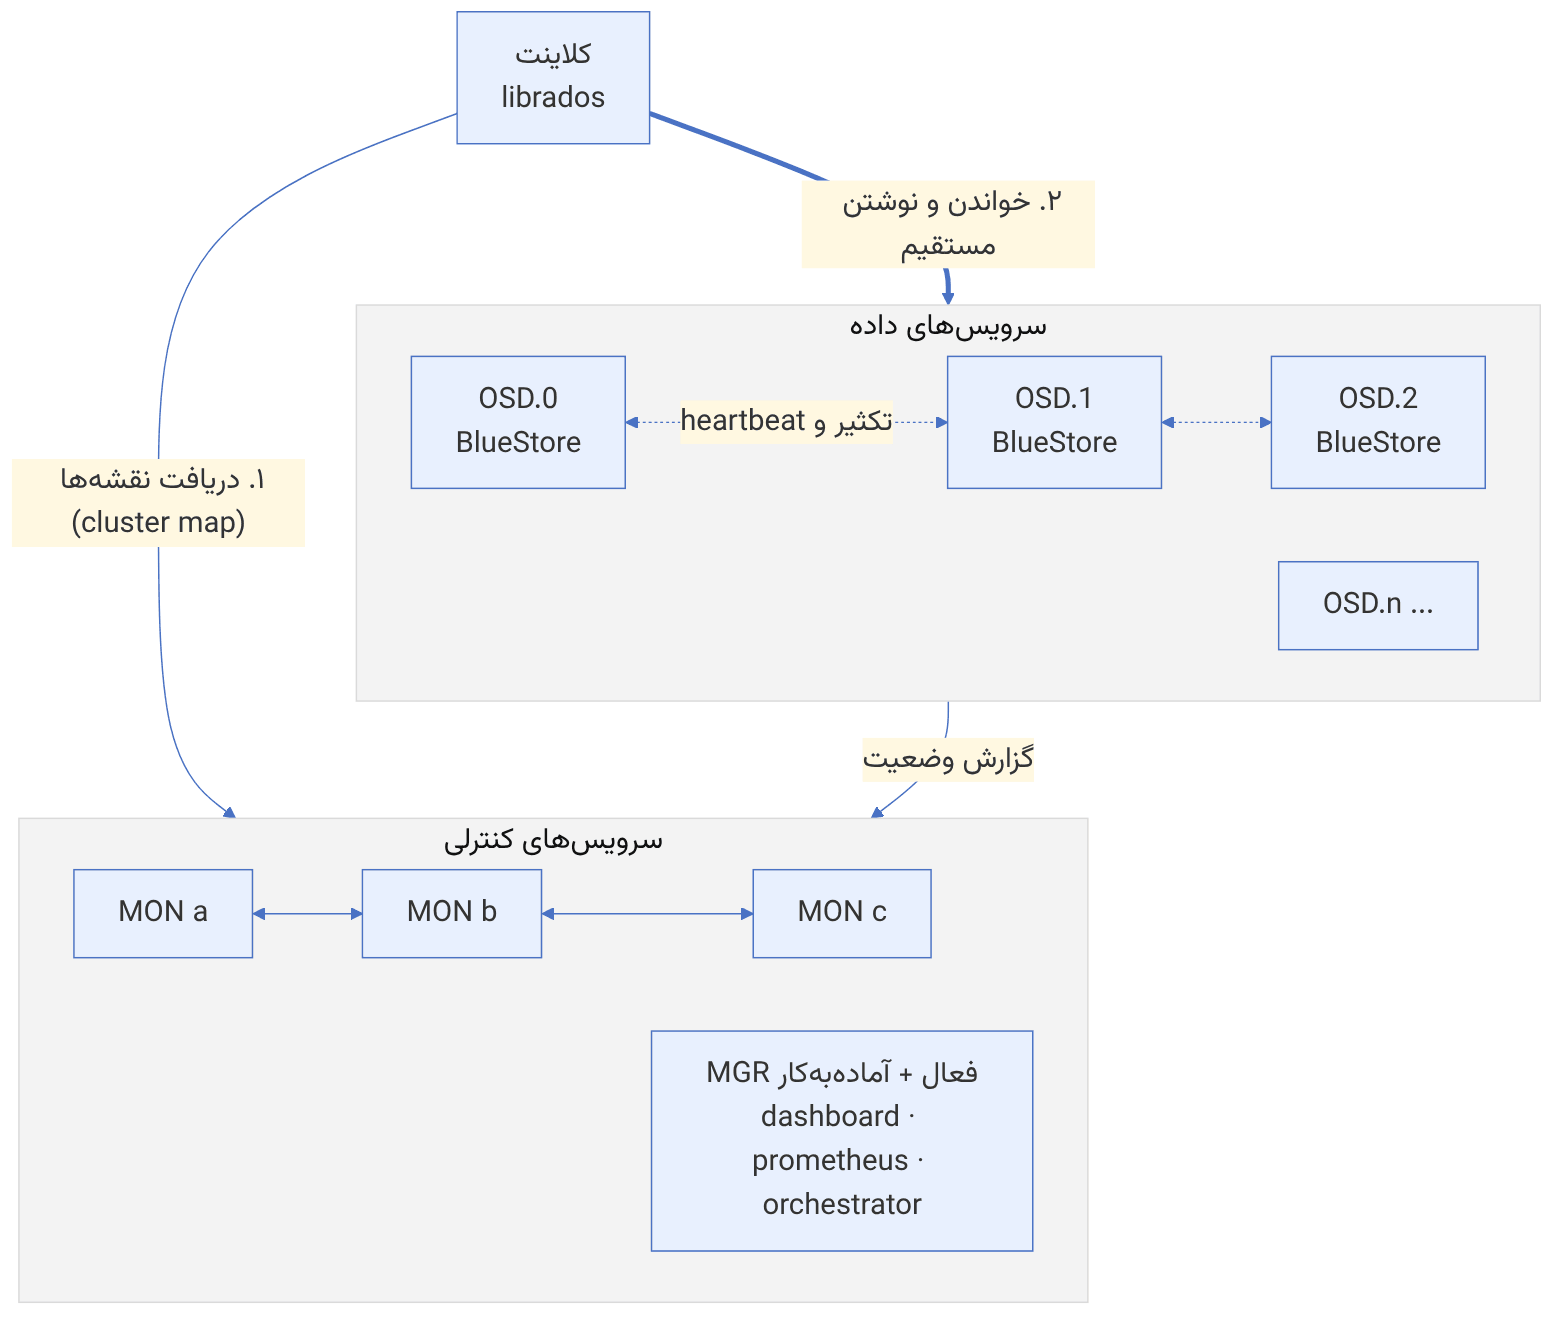 کلاینت
librados
۲. خواندن و نوشتن
مستقیم
سرویس‌های داده
OSD.0
BlueStore
تکثیر و heartbeat
OSD.1
BlueStore
OSD.2
BlueStore
۱. دریافت نقشه‌ها
(cluster map)
OSD.n ...
گزارش وضعیت
سرویس‌های کنترلی
MON a
MON b
MON c
MGR فعال + آماده‌به‌کار
dashboard ·
prometheus ·
orchestrator